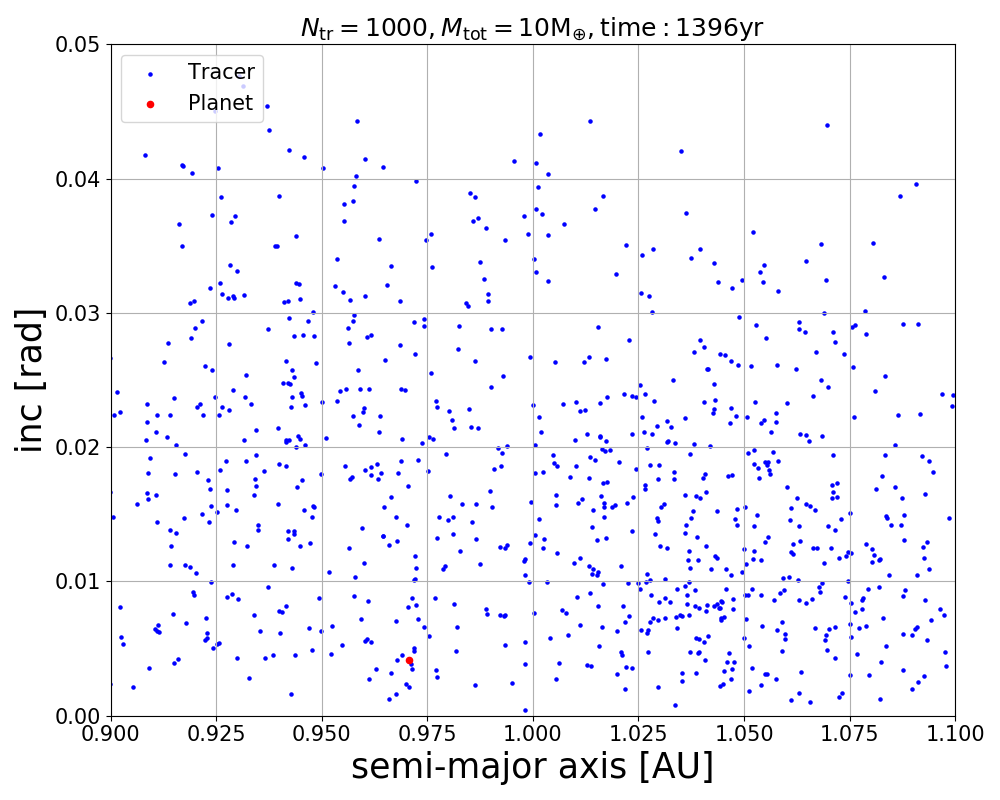 N_tr = 1000, M_tot = 10M_⊕, time : 1396yr
0.05
Tracer
Planet
0.04
0.03
inc [rad]
0.02
0.01
0.00
0.900 0.925 0.950 0.975 1.000 1.025 1.050 1.075 1.100
semi-major axis [AU]